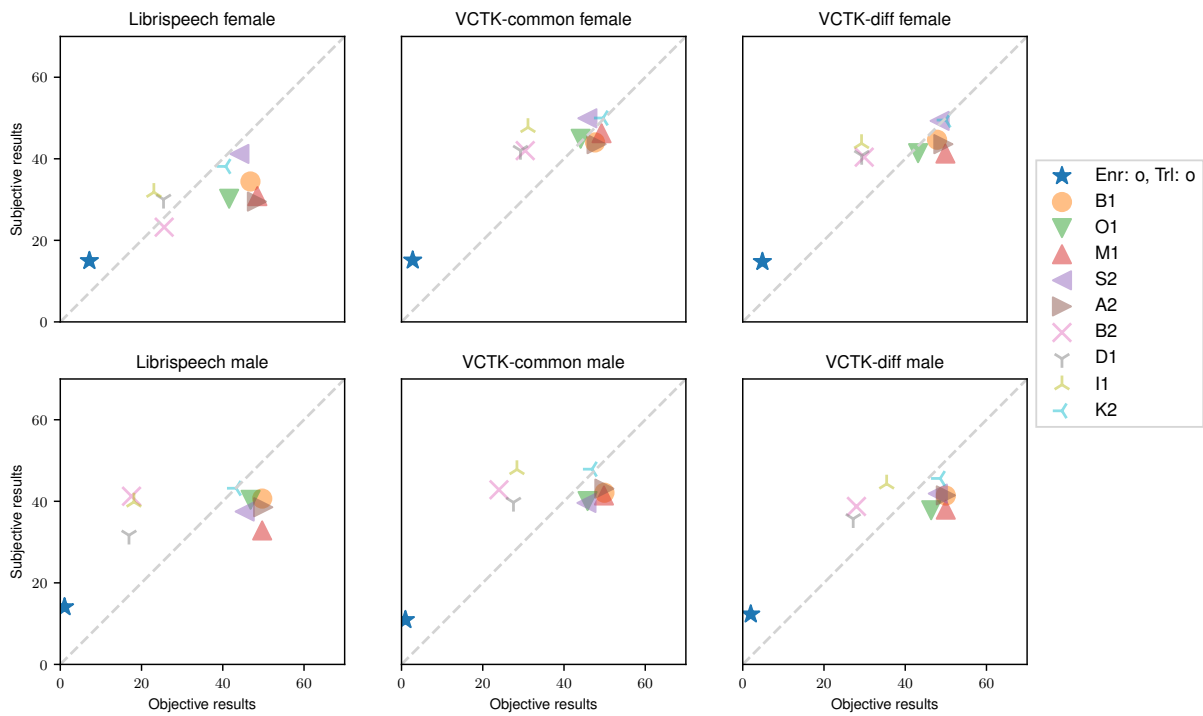 Librispeech female
VCTK-common female
VCTK-diff female
60
40
20
0
Subjective results
Enr: o, Trl: o
B1
O1
M1
S2
A2
B2
D1
I1
K2
Librispeech male
VCTK-common male
VCTK-diff male
60
40
20
0
Subjective results
0 20 40 60
0 20 40 60
0 20 40 60
Objective results
Objective results
Objective results